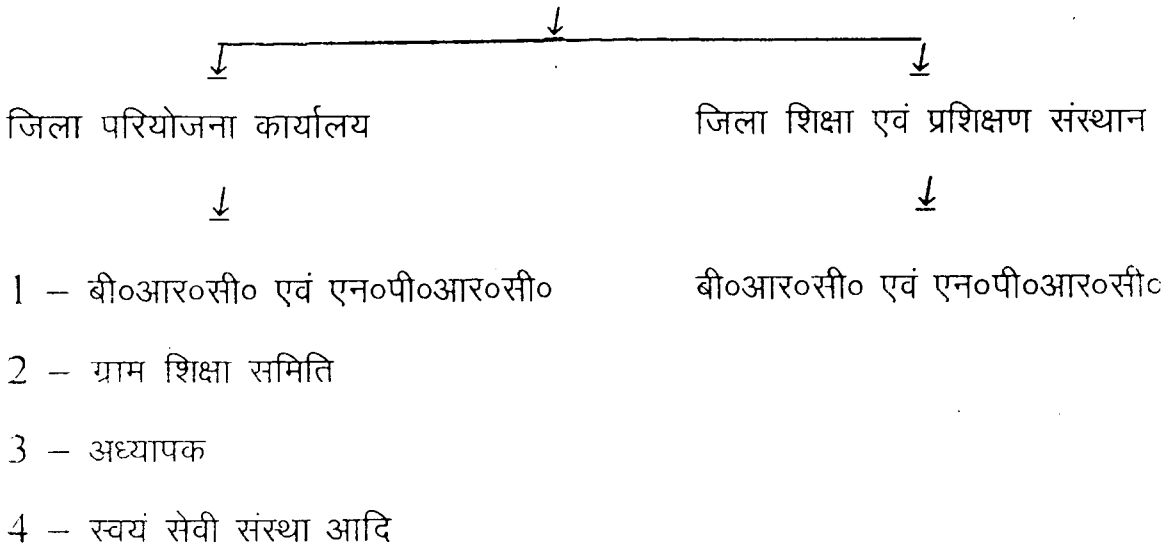 जिला परियोजना कार्यालय
जिला शिक्षा एवं प्रशिक्षण संस्थान
1 – बी०आर०सी० एवं एन०पी०आर०सी०
बी०आर०सी० एवं एन०पी०आर०सी०
2 – ग्राम शिक्षा समिति
3 – अध्यापक
4 – स्वयं सेवी संस्था आदि